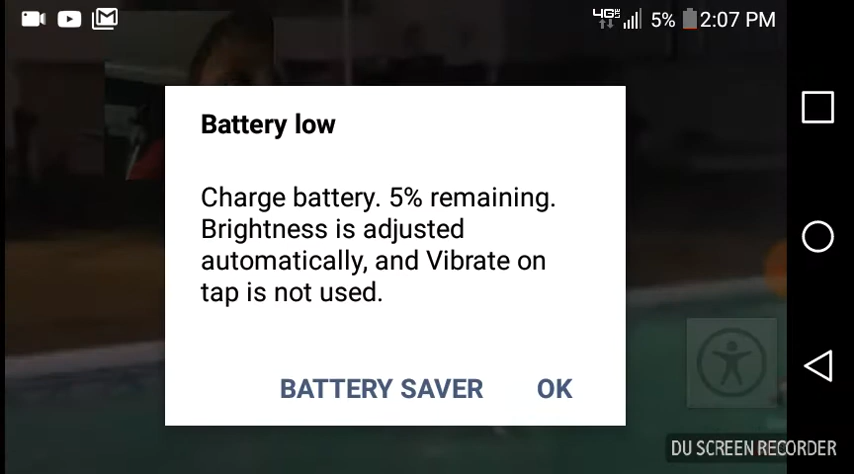 4G LTE 5% 2:07 PM
Battery low
Charge battery. 5% remaining.
Brightness is adjusted
automatically, and Vibrate on
tap is not used.
BATTERY SAVER OK
DU SCREEN RECORDER